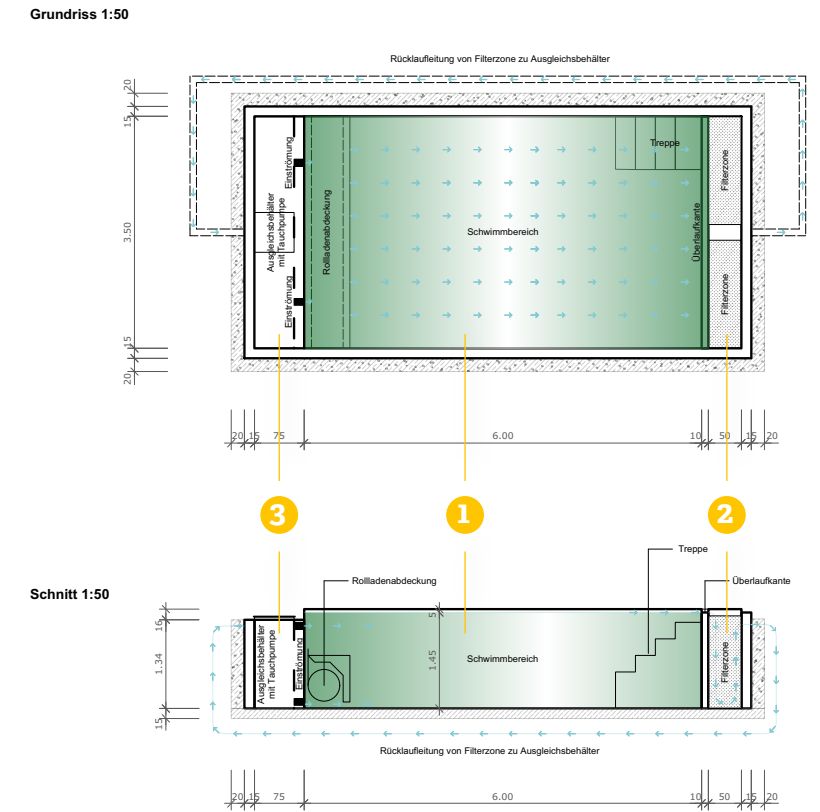 Grundriss 1:50
Rücklaufleitung von Filterzone zu Ausgleichsbehälter
20
15
3.50
15
20
Ausgleichsbehälter
mit Tauchpumpe
Einströmung
Einströmung
Rollladenabdeckung
Schwimmbereich
Treppe
Überlaufkante
Filterzone
Filterzone
20 15 75 6.00 10 50 15 20
3 1 2
Schnitt 1:50
Treppe
Rollladenabdeckung
Überlaufkante
16
1.34
15
Ausgleichsbehälter
mit Tauchpumpe
Einströmung
5
1.45
Schwimmbereich
Filterzone
Rücklaufleitung von Filterzone zu Ausgleichsbehälter
20 15 75 6.00 10 50 15 20